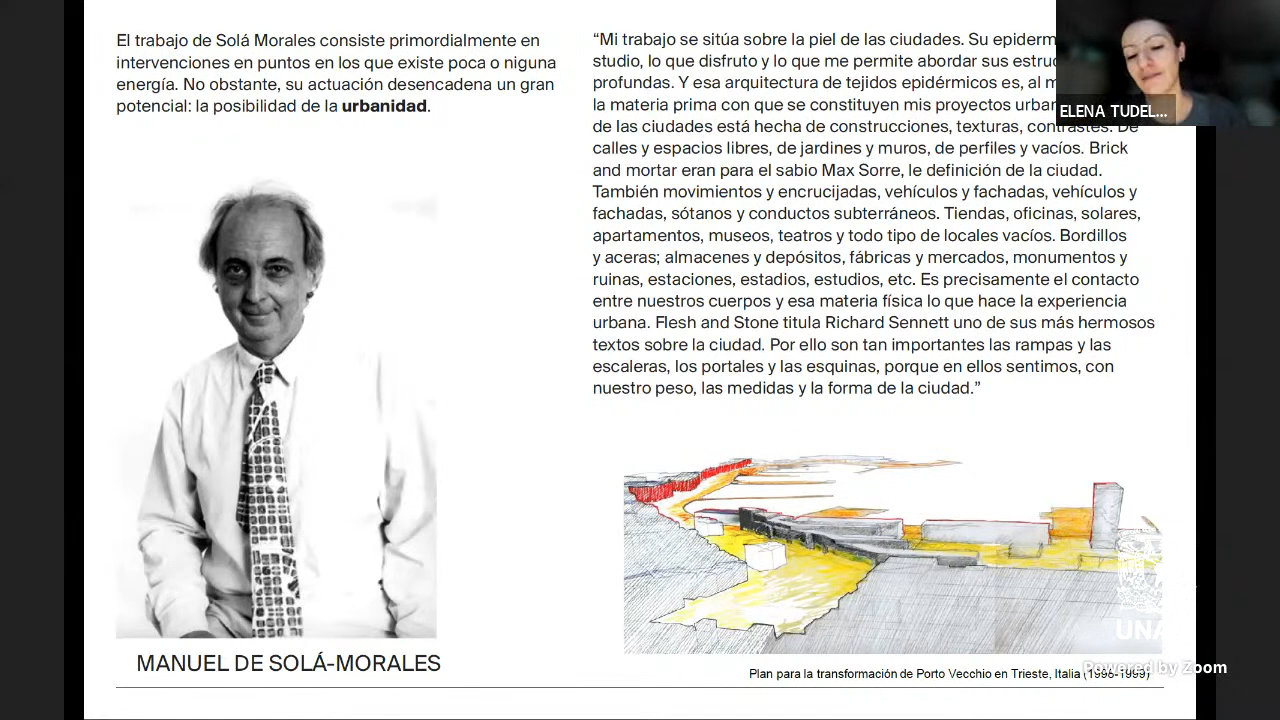 El trabajo de Solá Morales consiste primordialmente en
intervenciones en puntos en los que existe poca o niguna
energía. No obstante, su actuación desencadena un gran
potencial: la posibilidad de la urbanidad.
MANUEL DE SOLÁ-MORALES
“Mi trabajo se sitúa sobre la piel de las ciudades. Su epiderm
studio, lo que disfruto y lo que me permite abordar sus estruc
profundas. Y esa arquitectura de tejidos epidérmicos es, al m
la materia prima con que se constituyen mis proyectos urban
de las ciudades está hecha de construcciones, texturas, contrastes. De
calles y espacios libres, de jardines y muros, de perfiles y vacíos. Brick
and mortar eran para el sabio Max Sorre, le definición de la ciudad.
También movimientos y encrucijadas, vehículos y fachadas, vehículos y
fachadas, sótanos y conductos subterráneos. Tiendas, oficinas, solares,
apartamentos, museos, teatros y todo tipo de locales vacíos. Bordillos
y aceras; almacenes y depósitos, fábricas y mercados, monumentos y
ruinas, estaciones, estadios, estudios, etc. Es precisamente el contacto
entre nuestros cuerpos y esa materia física lo que hace la experiencia
urbana. Flesh and Stone titula Richard Sennett uno de sus más hermosos
textos sobre la ciudad. Por ello son tan importantes las rampas y las
escaleras, los portales y las esquinas, porque en ellos sentimos, con
nuestro peso, las medidas y la forma de la ciudad.”
Plan para la transformación de Porto Vecchio en Trieste, Italia (1998-1999)
ELENA TUDEL...
UNA
Powered by Zoom